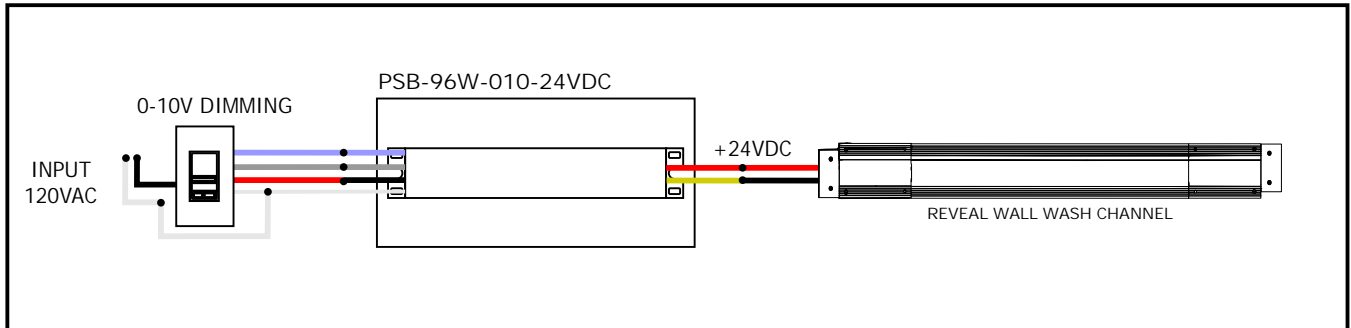 PSB-96W-010-24VDC
0-10V DIMMING
INPUT
120VAC
+24VDC
REVEAL WALL WASH CHANNEL